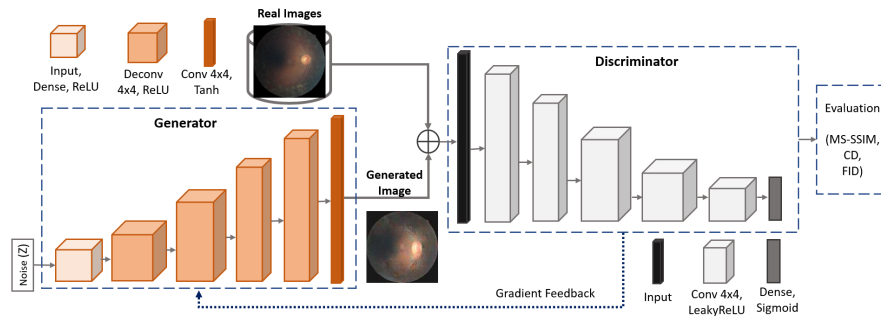 Real Images
Input,
Dense, ReLU
Deconv
4x4, ReLU
Conv 4x4,
Tanh
Generator
Noise (Z)
Generated
Image
Discriminator
Evaluation
(MS-SSIM,
CD,
FID)
Gradient Feedback
Input
Conv 4x4,
LeakyReLU
Dense,
Sigmoid